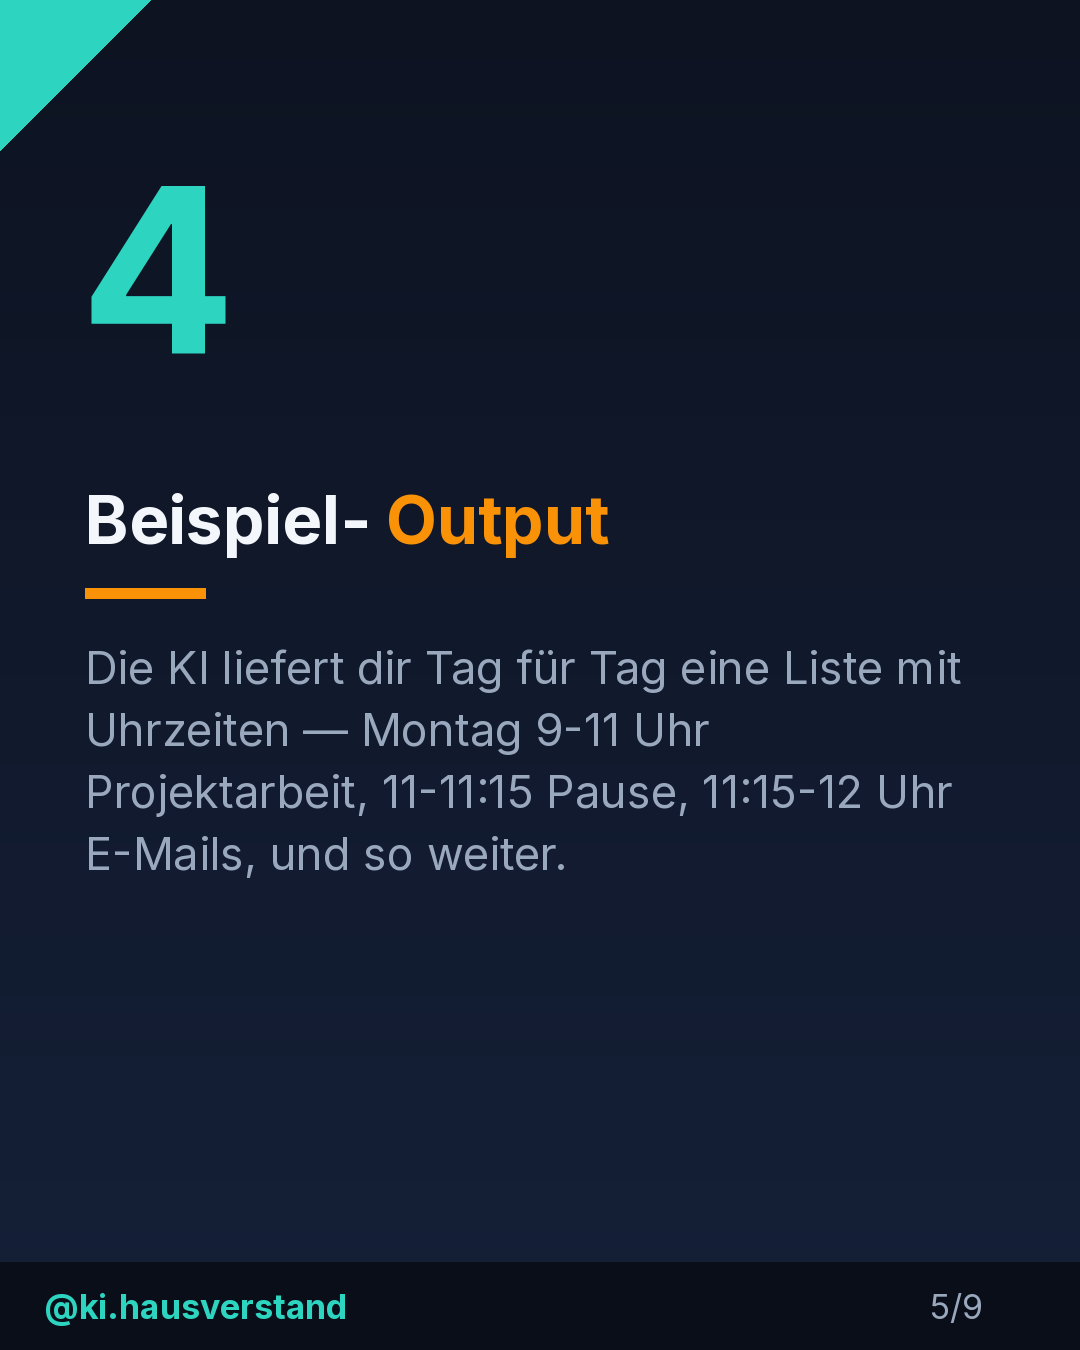 4
Beispiel- Output
Die KI liefert dir Tag für Tag eine Liste mit
Uhrzeiten — Montag 9-11 Uhr
Projektarbeit, 11-11:15 Pause, 11:15-12 Uhr
E-Mails, und so weiter.
@ki.hausverstand
5/9